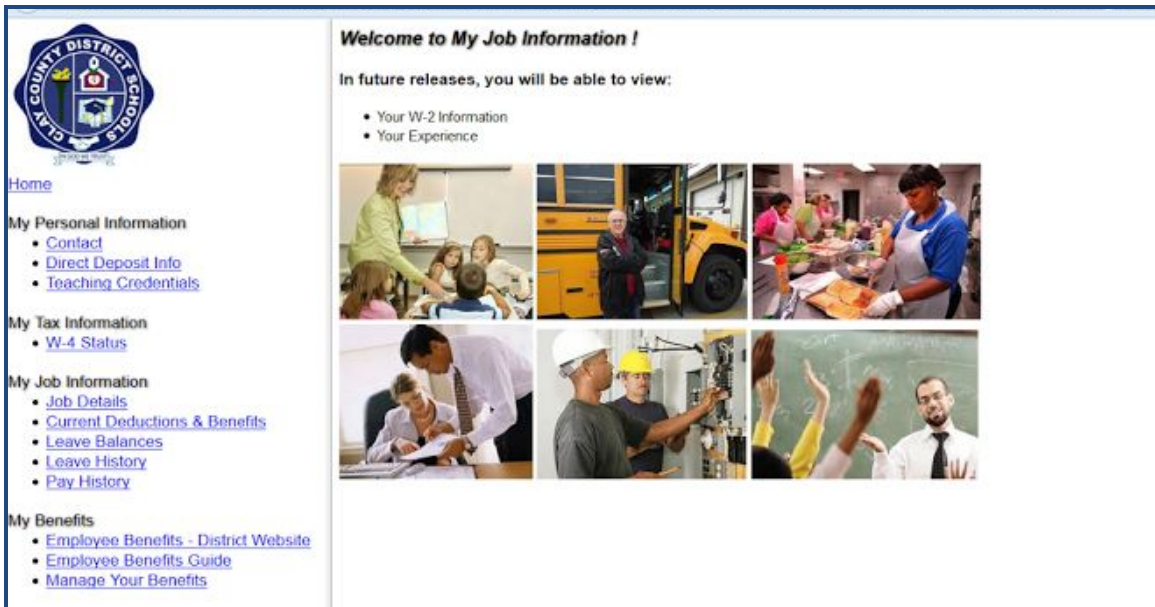 COUNTY DISTRICT SCHOOLS
CLAY
Home
My Personal Information
Contact
Direct Deposit Info
Teaching Credentials
My Tax Information
W-4 Status
My Job Information
Job Details
Current Deductions & Benefits
Leave Balances
Leave History
Pay History
My Benefits
Employee Benefits - District Website
Employee Benefits Guide
Manage Your Benefits
Welcome to My Job Information !
In future releases, you will be able to view:
Your W-2 Information
Your Experience